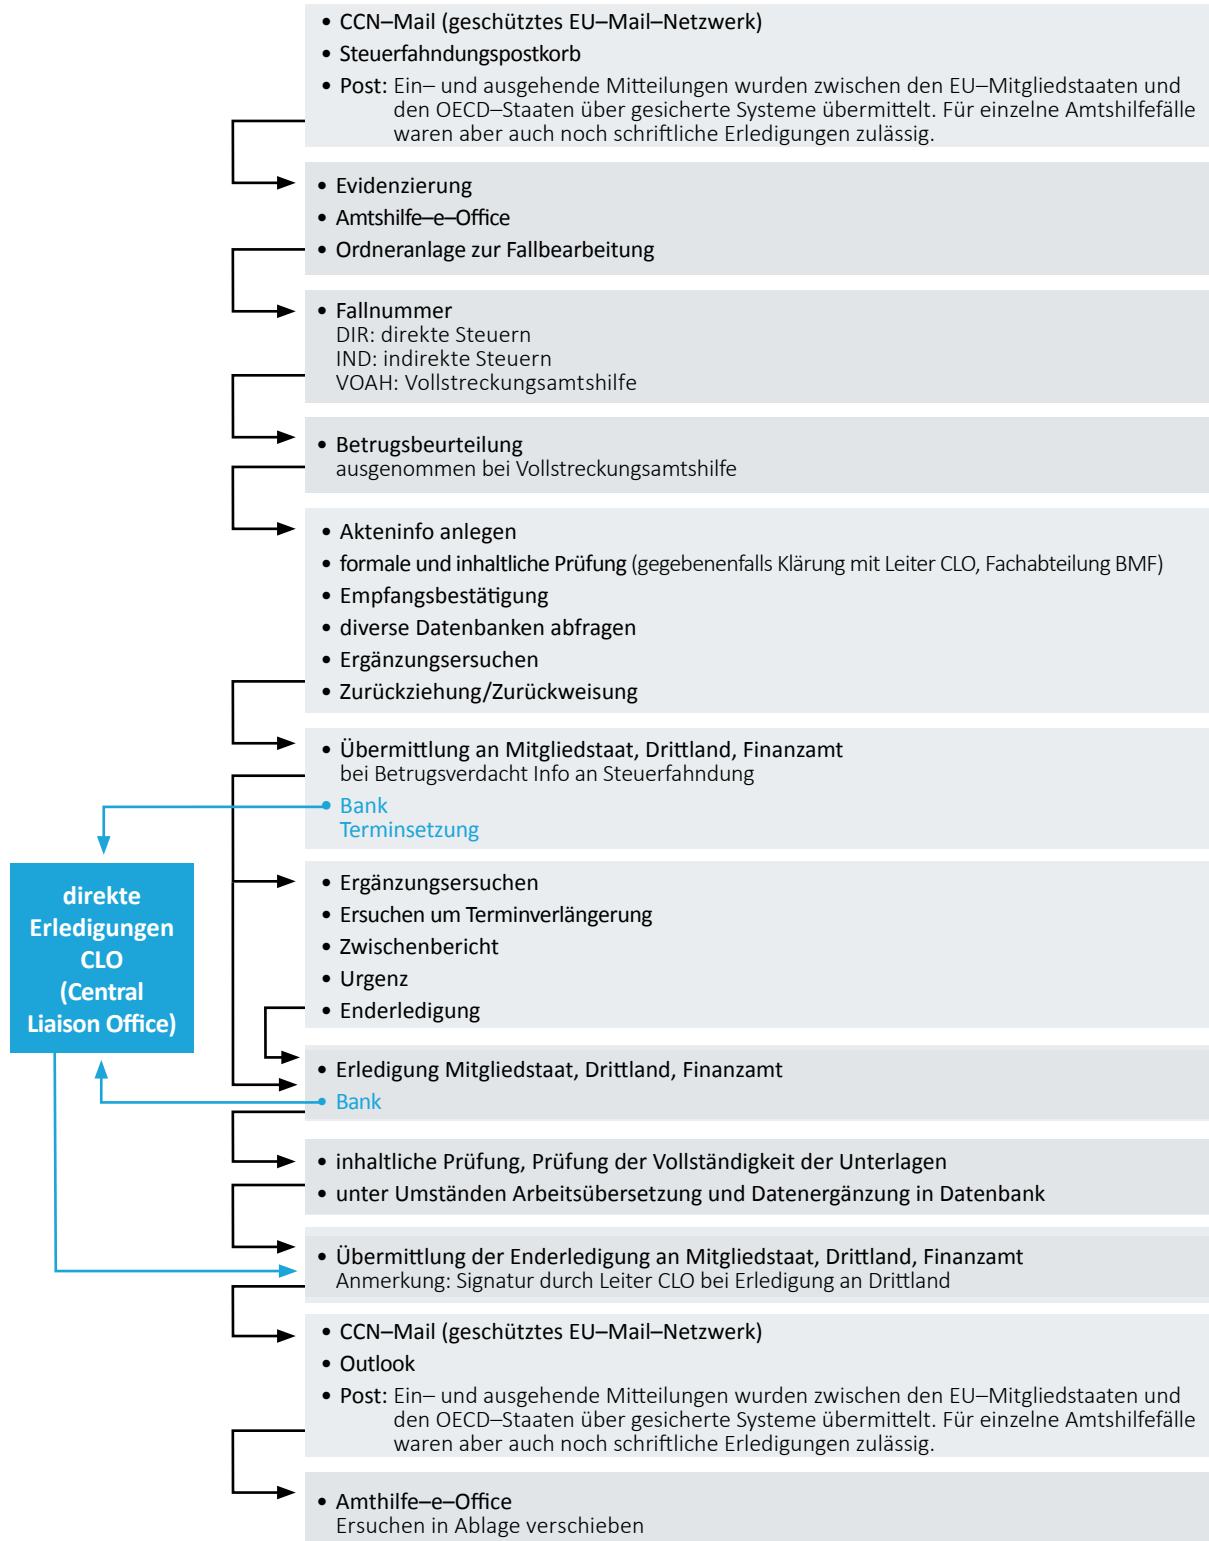 • CCN–Mail (geschütztes EU–Mail–Netzwerk)
• Steuerfahndungspostkorb
• Post: Ein– und ausgehende Mitteilungen wurden zwischen den EU–Mitgliedstaaten und
den OECD–Staaten über gesicherte Systeme übermittelt. Für einzelne Amtshilfefälle
waren aber auch noch schriftliche Erledigungen zulässig.
• Evidenzierung
• Amtshilfe–e–Office
• Ordneranlage zur Fallbearbeitung
• Fallnummer
DIR: direkte Steuern
IND: indirekte Steuern
VOAH: Vollstreckungsamtshilfe
• Betrugsbeurteilung
ausgenommen bei Vollstreckungsamtshilfe
• Akteninfo anlegen
• formale und inhaltliche Prüfung (gegebenenfalls Klärung mit Leiter CLO, Fachabteilung BMF)
• Empfangsbestätigung
• diverse Datenbanken abfragen
• Ergänzungsersuchen
• Zurückziehung/Zurückweisung
• Übermittlung an Mitgliedstaat, Drittland, Finanzamt
bei Betrugsverdacht Info an Steuerfahndung
• Bank
Terminsetzung
direkte
Erledigungen
CLO
(Central
Liaison Office)
• Ergänzungsersuchen
• Ersuchen um Terminverlängerung
• Zwischenbericht
• Urgenz
• Enderledigung
• Erledigung Mitgliedstaat, Drittland, Finanzamt
• Bank
• inhaltliche Prüfung, Prüfung der Vollständigkeit der Unterlagen
• unter Umständen Arbeitsübersetzung und Datenergänzung in Datenbank
• Übermittlung der Enderledigung an Mitgliedstaat, Drittland, Finanzamt
Anmerkung: Signatur durch Leiter CLO bei Erledigung an Drittland
• CCN–Mail (geschütztes EU–Mail–Netzwerk)
• Outlook
• Post: Ein– und ausgehende Mitteilungen wurden zwischen den EU–Mitgliedstaaten und
den OECD–Staaten über gesicherte Systeme übermittelt. Für einzelne Amtshilfefälle
waren aber auch noch schriftliche Erledigungen zulässig.
• Amthilfe–e–Office
Ersuchen in Ablage verschieben